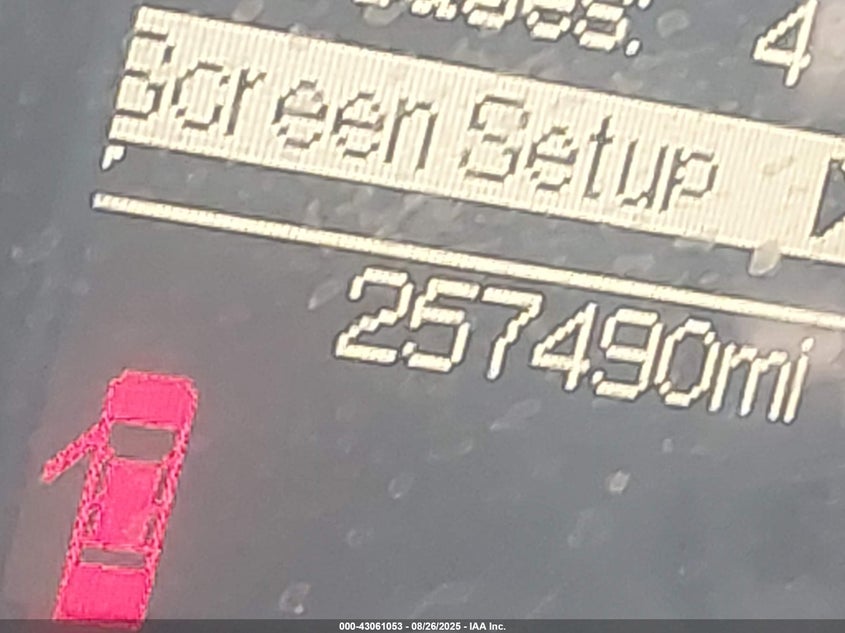 4
Screen Setup
257490mi
000-43061053 - 08/26/2025 - IAA Inc.